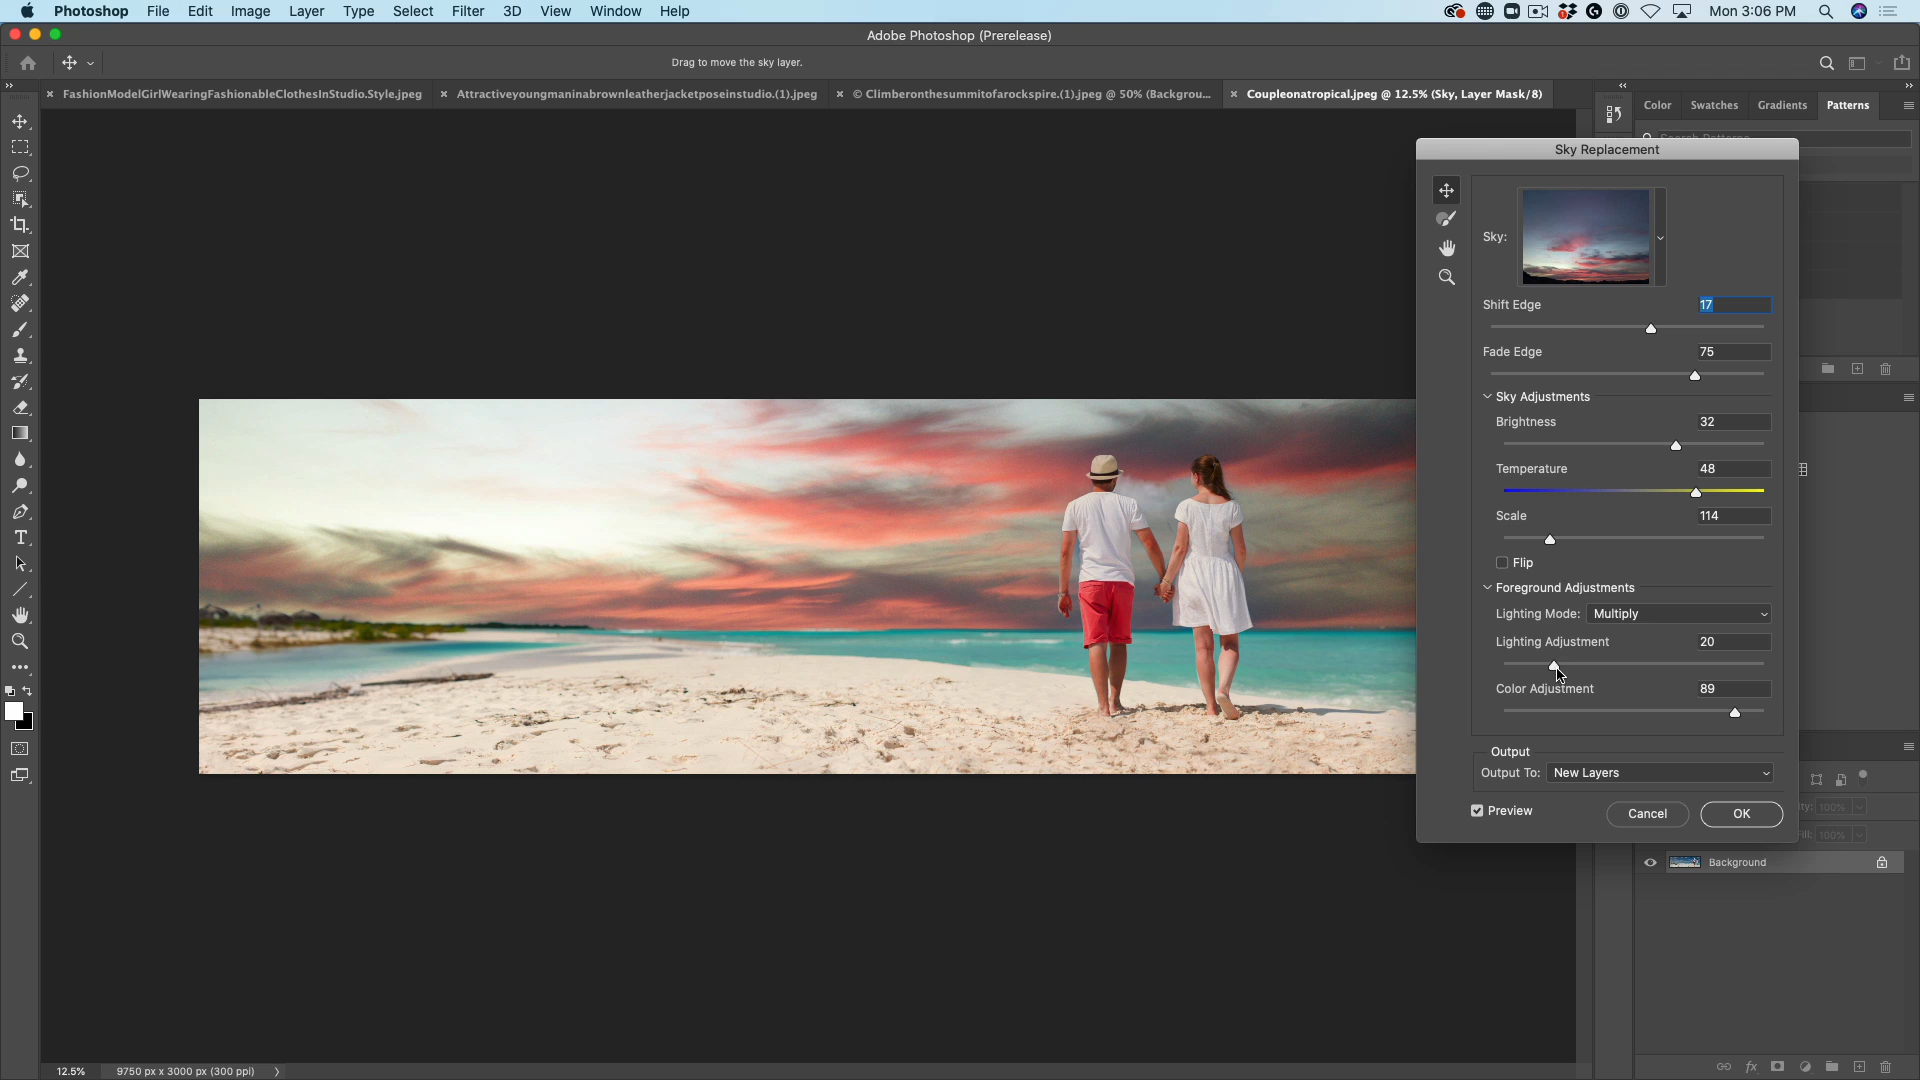 Photoshop File Edit Image Layer Type Select Filter 3D View Window Help Mon 3:06 PM
Adobe Photoshop (Prerelease)
Drag to move the sky layer.
FashionModelGirlWearingFashionableClothesInStudio.Style.jpeg Attractiveyoungmaninabrownleatherjacketposeinstudio.(1).jpeg © Climberonthesummitofarockspire.(1).jpeg @ 50% (Backgrou... Coupleonatropical.jpeg @ 12.5% (Sky, Layer Mask/8)
Color Swatches Gradients Patterns
Sky Replacement
Sky:
Shift Edge 17
Fade Edge 75
Sky Adjustments
Brightness 32
Temperature 48
Scale 114
Flip
Foreground Adjustments
Lighting Mode: Multiply
Lighting Adjustment 20
Color Adjustment 89
Output
Output To: New Layers
Preview Cancel OK
100%
100%
Background
12.5% 9750 px x 3000 px (300 ppi)